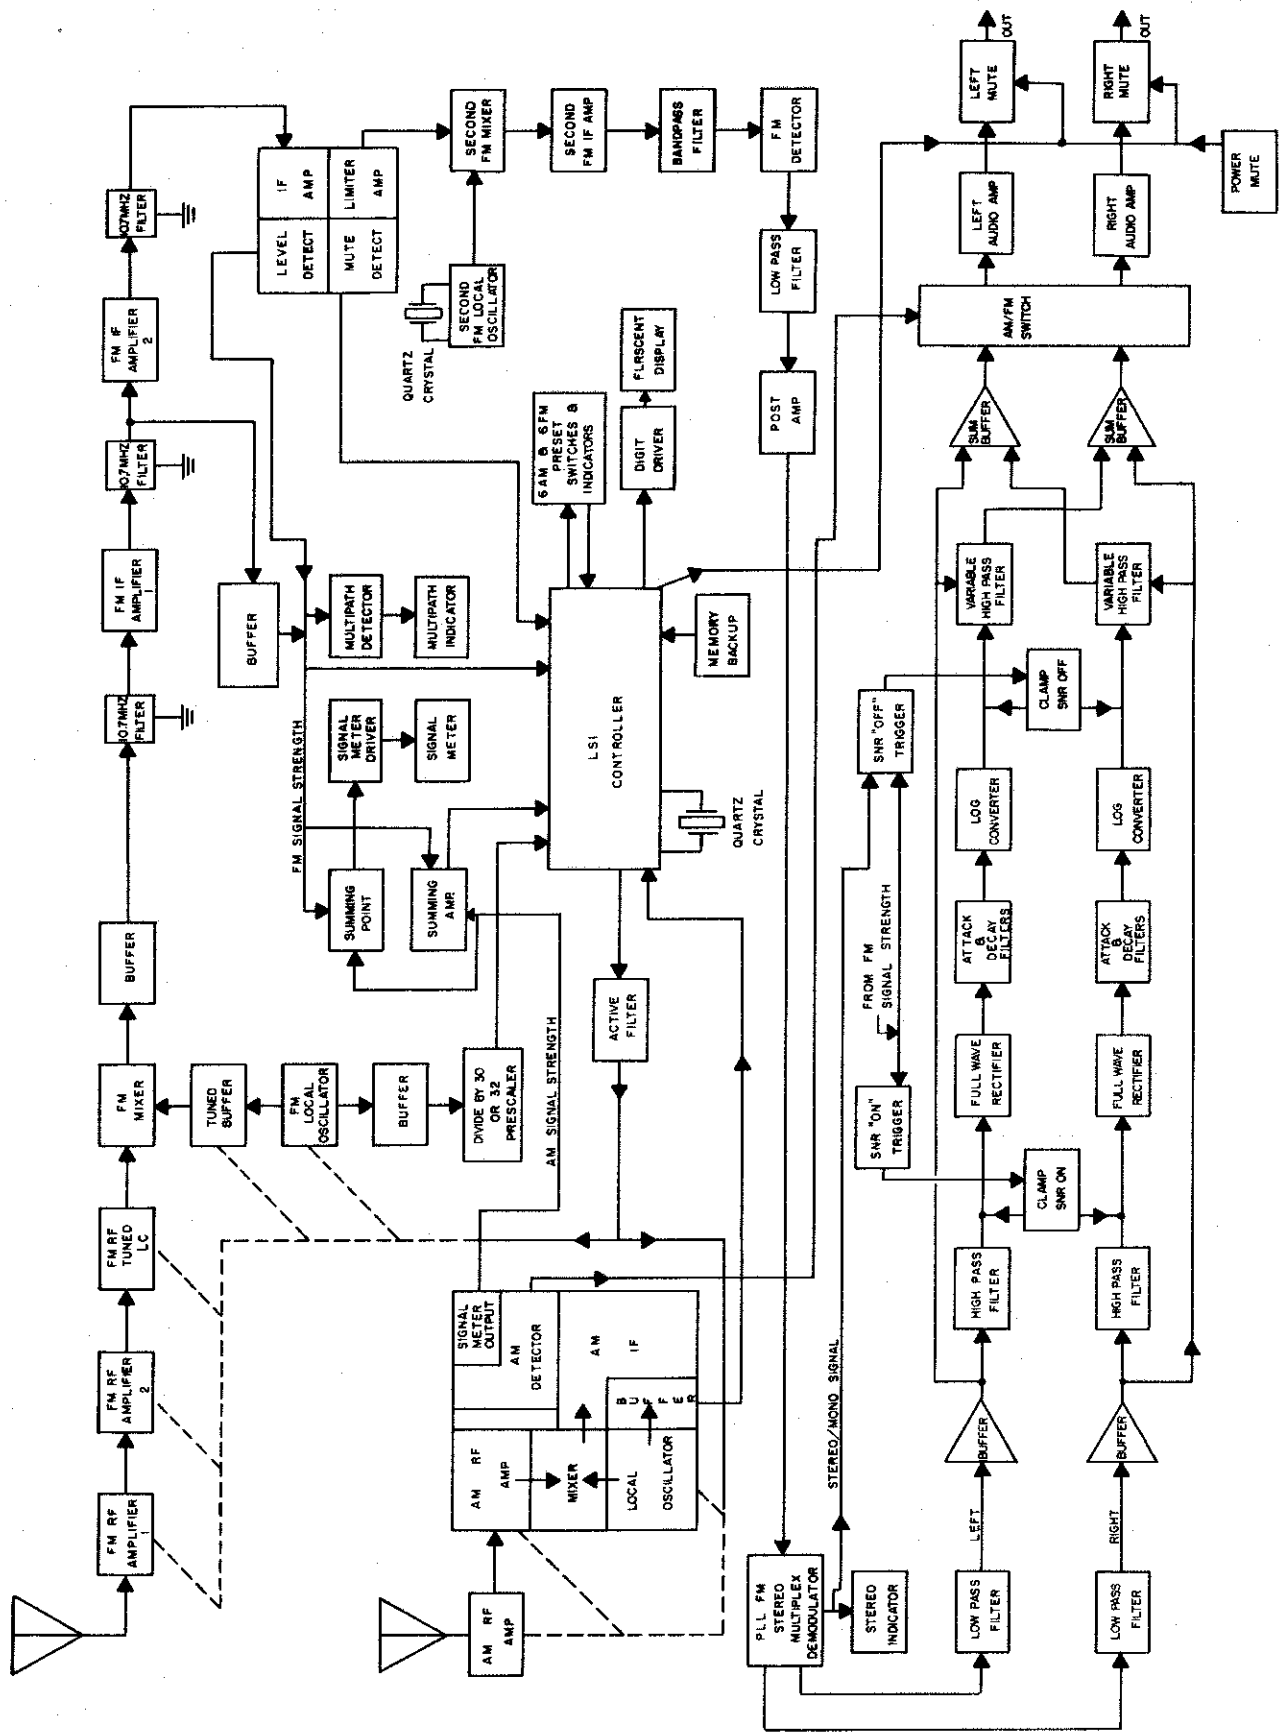 FM RF
AMPLIFIER
1
FM RF
AMPLIFIER
2
FM RF
TUNED
LC
FM
MIXER
BUFFER
10.7MHZ
FILTER
FM IF
AMPLIFIER
1
10.7MHZ
FILTER
FM IF
AMPLIFIER
2
10.7MHZ
FILTER
TUNED
BUFFER
FM
LOCAL
OSCILLATOR
BUFFER
DIVIDE BY 30
OR 32
PRESCALER
BUFFER
LEVEL
DETECT
IF
AMP
MUTE
DETECT
LIMITER
AMP
FM SIGNAL STRENGTH
SUMMING
POINT
SIGNAL
METER
DRIVER
SIGNAL
METER
MULTIPATH
DETECTOR
MULTIPATH
INDICATOR
SUMMING
AMP.
QUARTZ
CRYSTAL
SECOND
FM LOCAL
OSCILLATOR
SECOND
FM MIXER
SECOND
FM IF AMP
BANDPASS
FILTER
FM
DETECTOR
LOW PASS
FILTER
POST
AMP
6 AM & 6 FM
PRESET
SWITCHES &
INDICATORS
DIGIT
DRIVER
FLRSCENT
DISPLAY
LSI
CONTROLLER
MEMORY
BACKUP
QUARTZ
CRYSTAL
ACTIVE
FILTER
AM SIGNAL STRENGTH
AM RF
AMP
AM RF
AMP
MIXER
LOCAL
OSCILLATOR
SIGNAL
METER
OUTPUT
AM
DETECTOR
AM
IF
BUFFER
PLL FM
STEREO
MULTIPLEX
DEMODULATOR
STEREO
INDICATOR
STEREO/MONO SIGNAL
SNR "ON"
TRIGGER
FROM FM
SIGNAL STRENGTH
SNR "OFF"
TRIGGER
LOW PASS
FILTER
LEFT
BUFFER
HIGH PASS
FILTER
FULL WAVE
RECTIFIER
ATTACK
&
DECAY
FILTERS
LOG
CONVERTER
VARIABLE
HIGH PASS
FILTER
SUM
BUFFER
CLAMP
SNR ON
CLAMP
SNR OFF
LOW PASS
FILTER
RIGHT
BUFFER
HIGH PASS
FILTER
FULL WAVE
RECTIFIER
ATTACK
&
DECAY
FILTERS
LOG
CONVERTER
VARIABLE
HIGH PASS
FILTER
SUM
BUFFER
AM/FM
SWITCH
LEFT
AUDIO AMP
LEFT
MUTE
OUT
RIGHT
AUDIO AMP
RIGHT
MUTE
OUT
POWER
MUTE